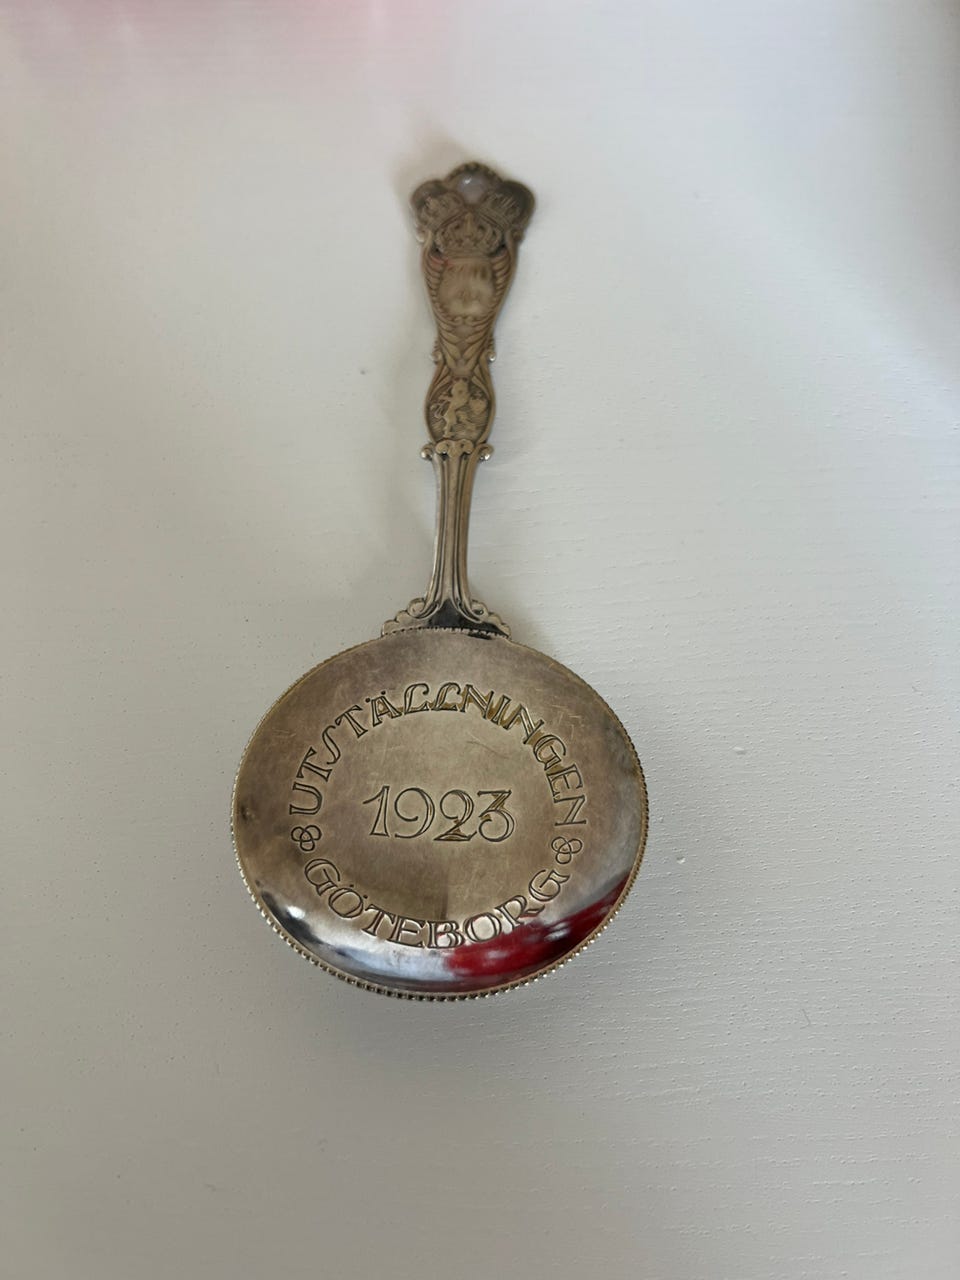 UTSTÄLLNINGEN
1923
GÖTEBORG